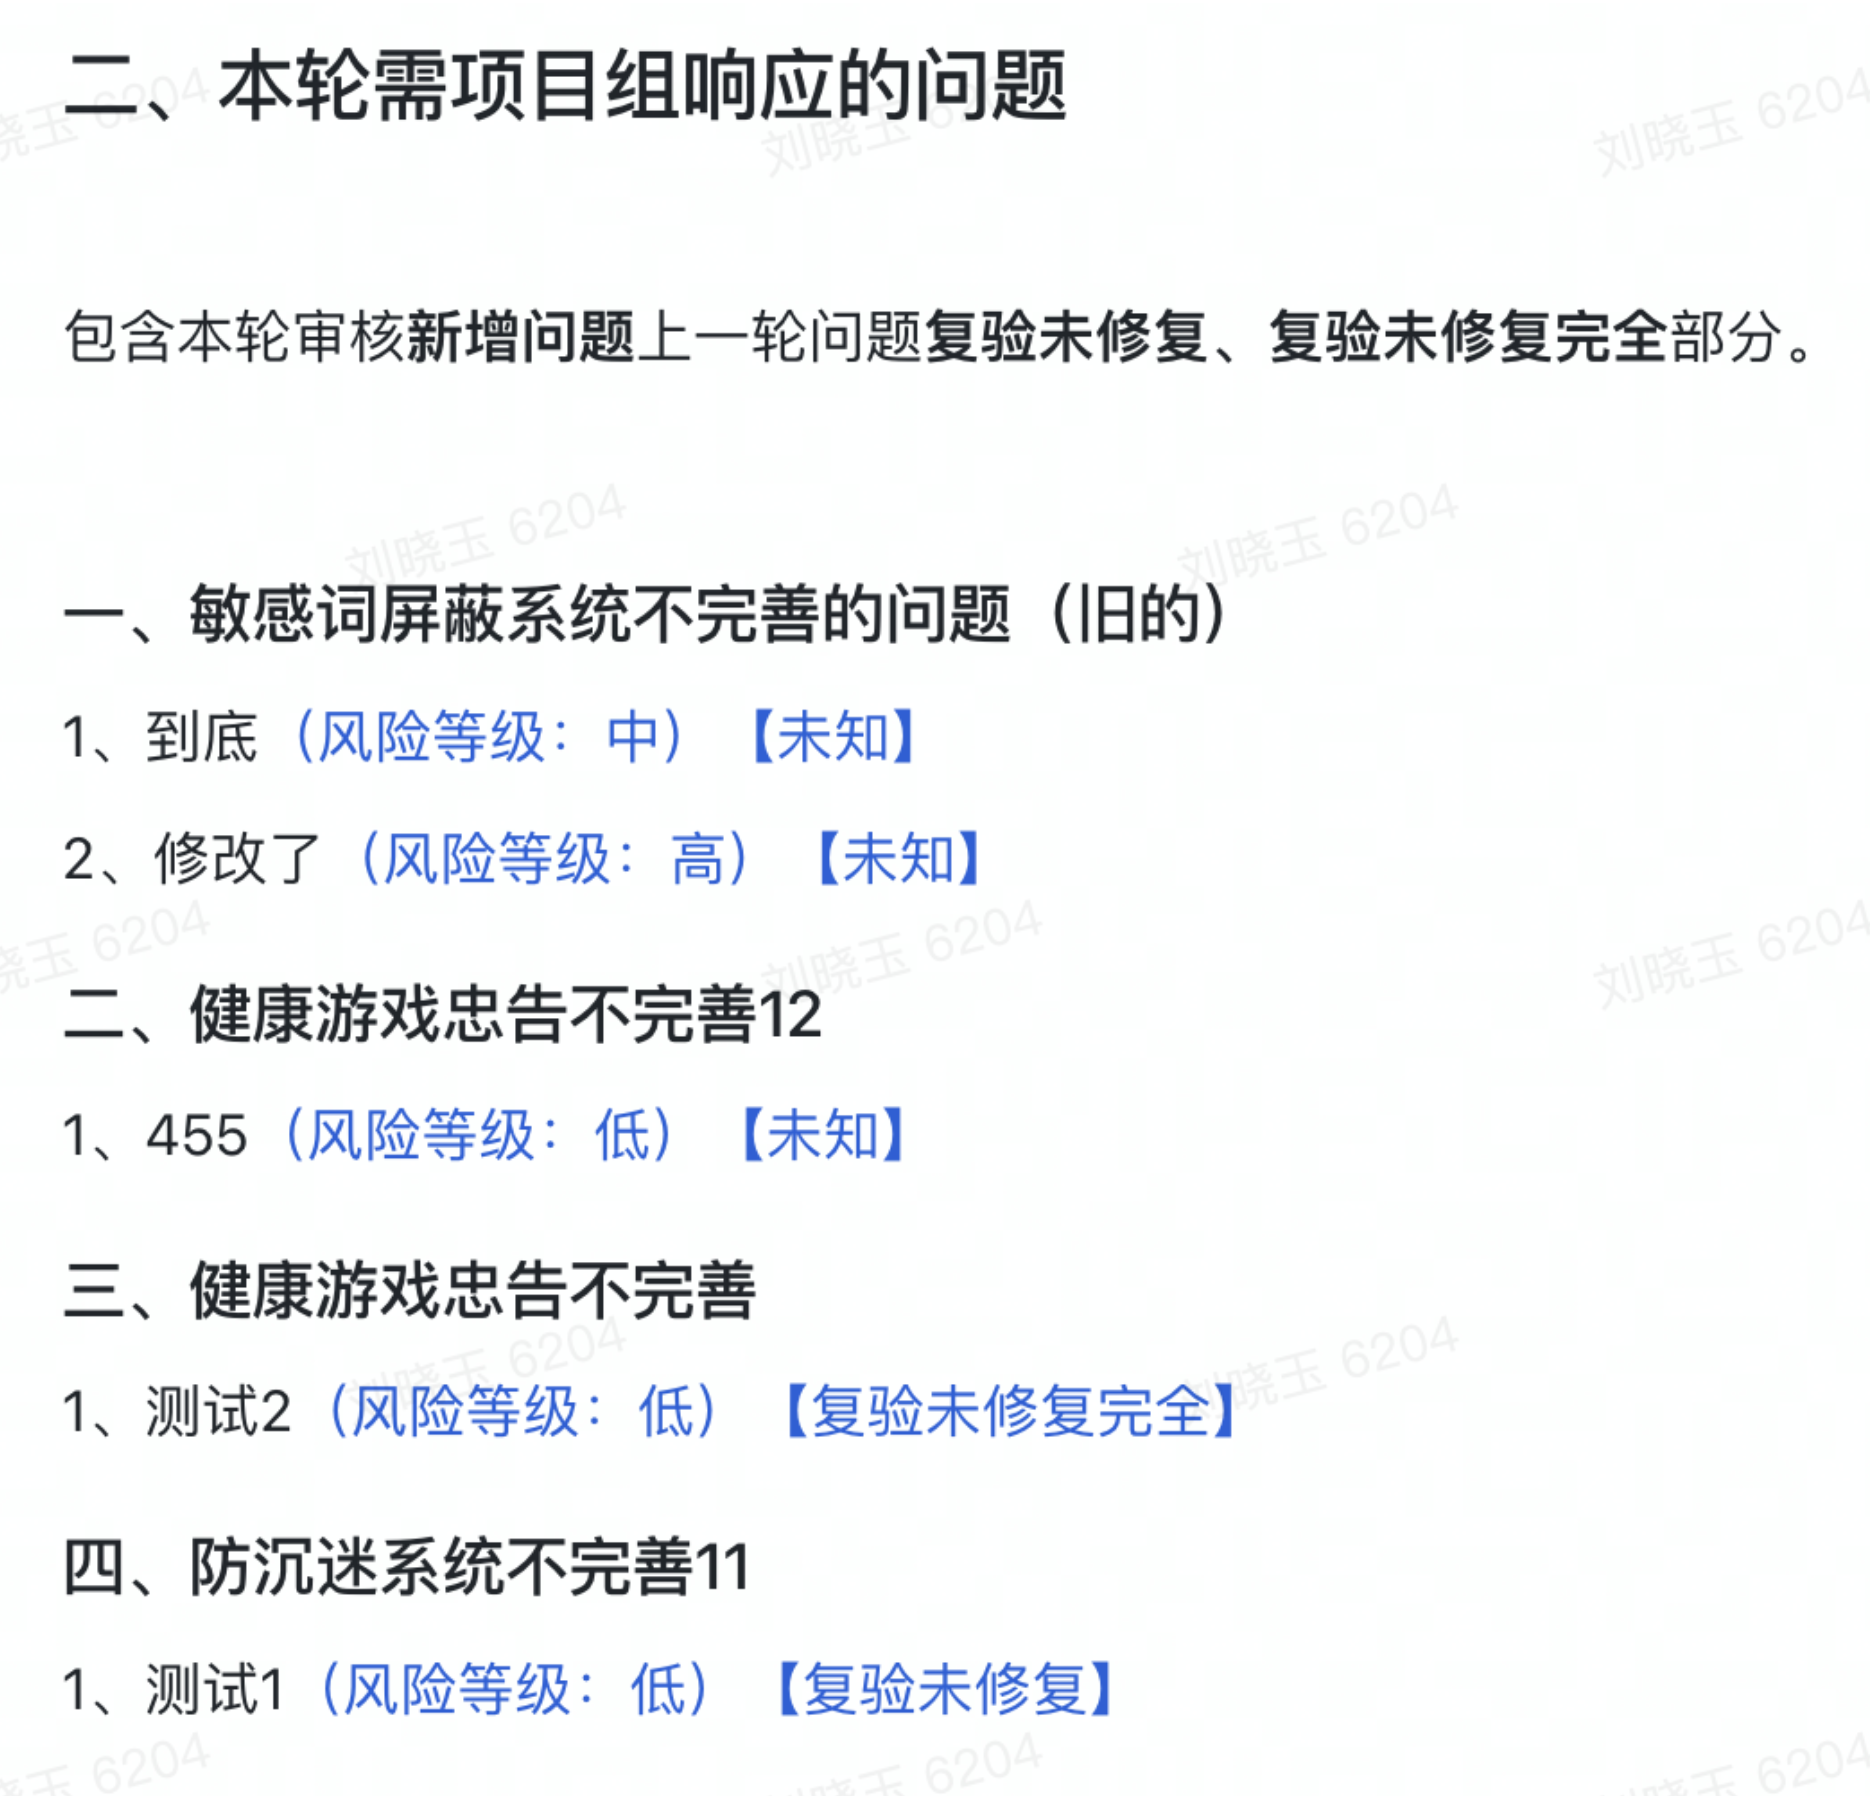 二、本轮需项目组响应的问题
包含本轮审核新增问题上一轮问题复验未修复、复验未修复完全部分。
一、敏感词屏蔽系统不完善的问题（旧的）
1、到底（风险等级：中）【未知】
2、修改了（风险等级：高）【未知】
二、健康游戏忠告不完善12
1、455（风险等级：低）【未知】
三、健康游戏忠告不完善
1、测试2（风险等级：低）【复验未修复完全】
四、防沉迷系统不完善11
1、测试1（风险等级：低）【复验未修复】
刘晓玉 6204